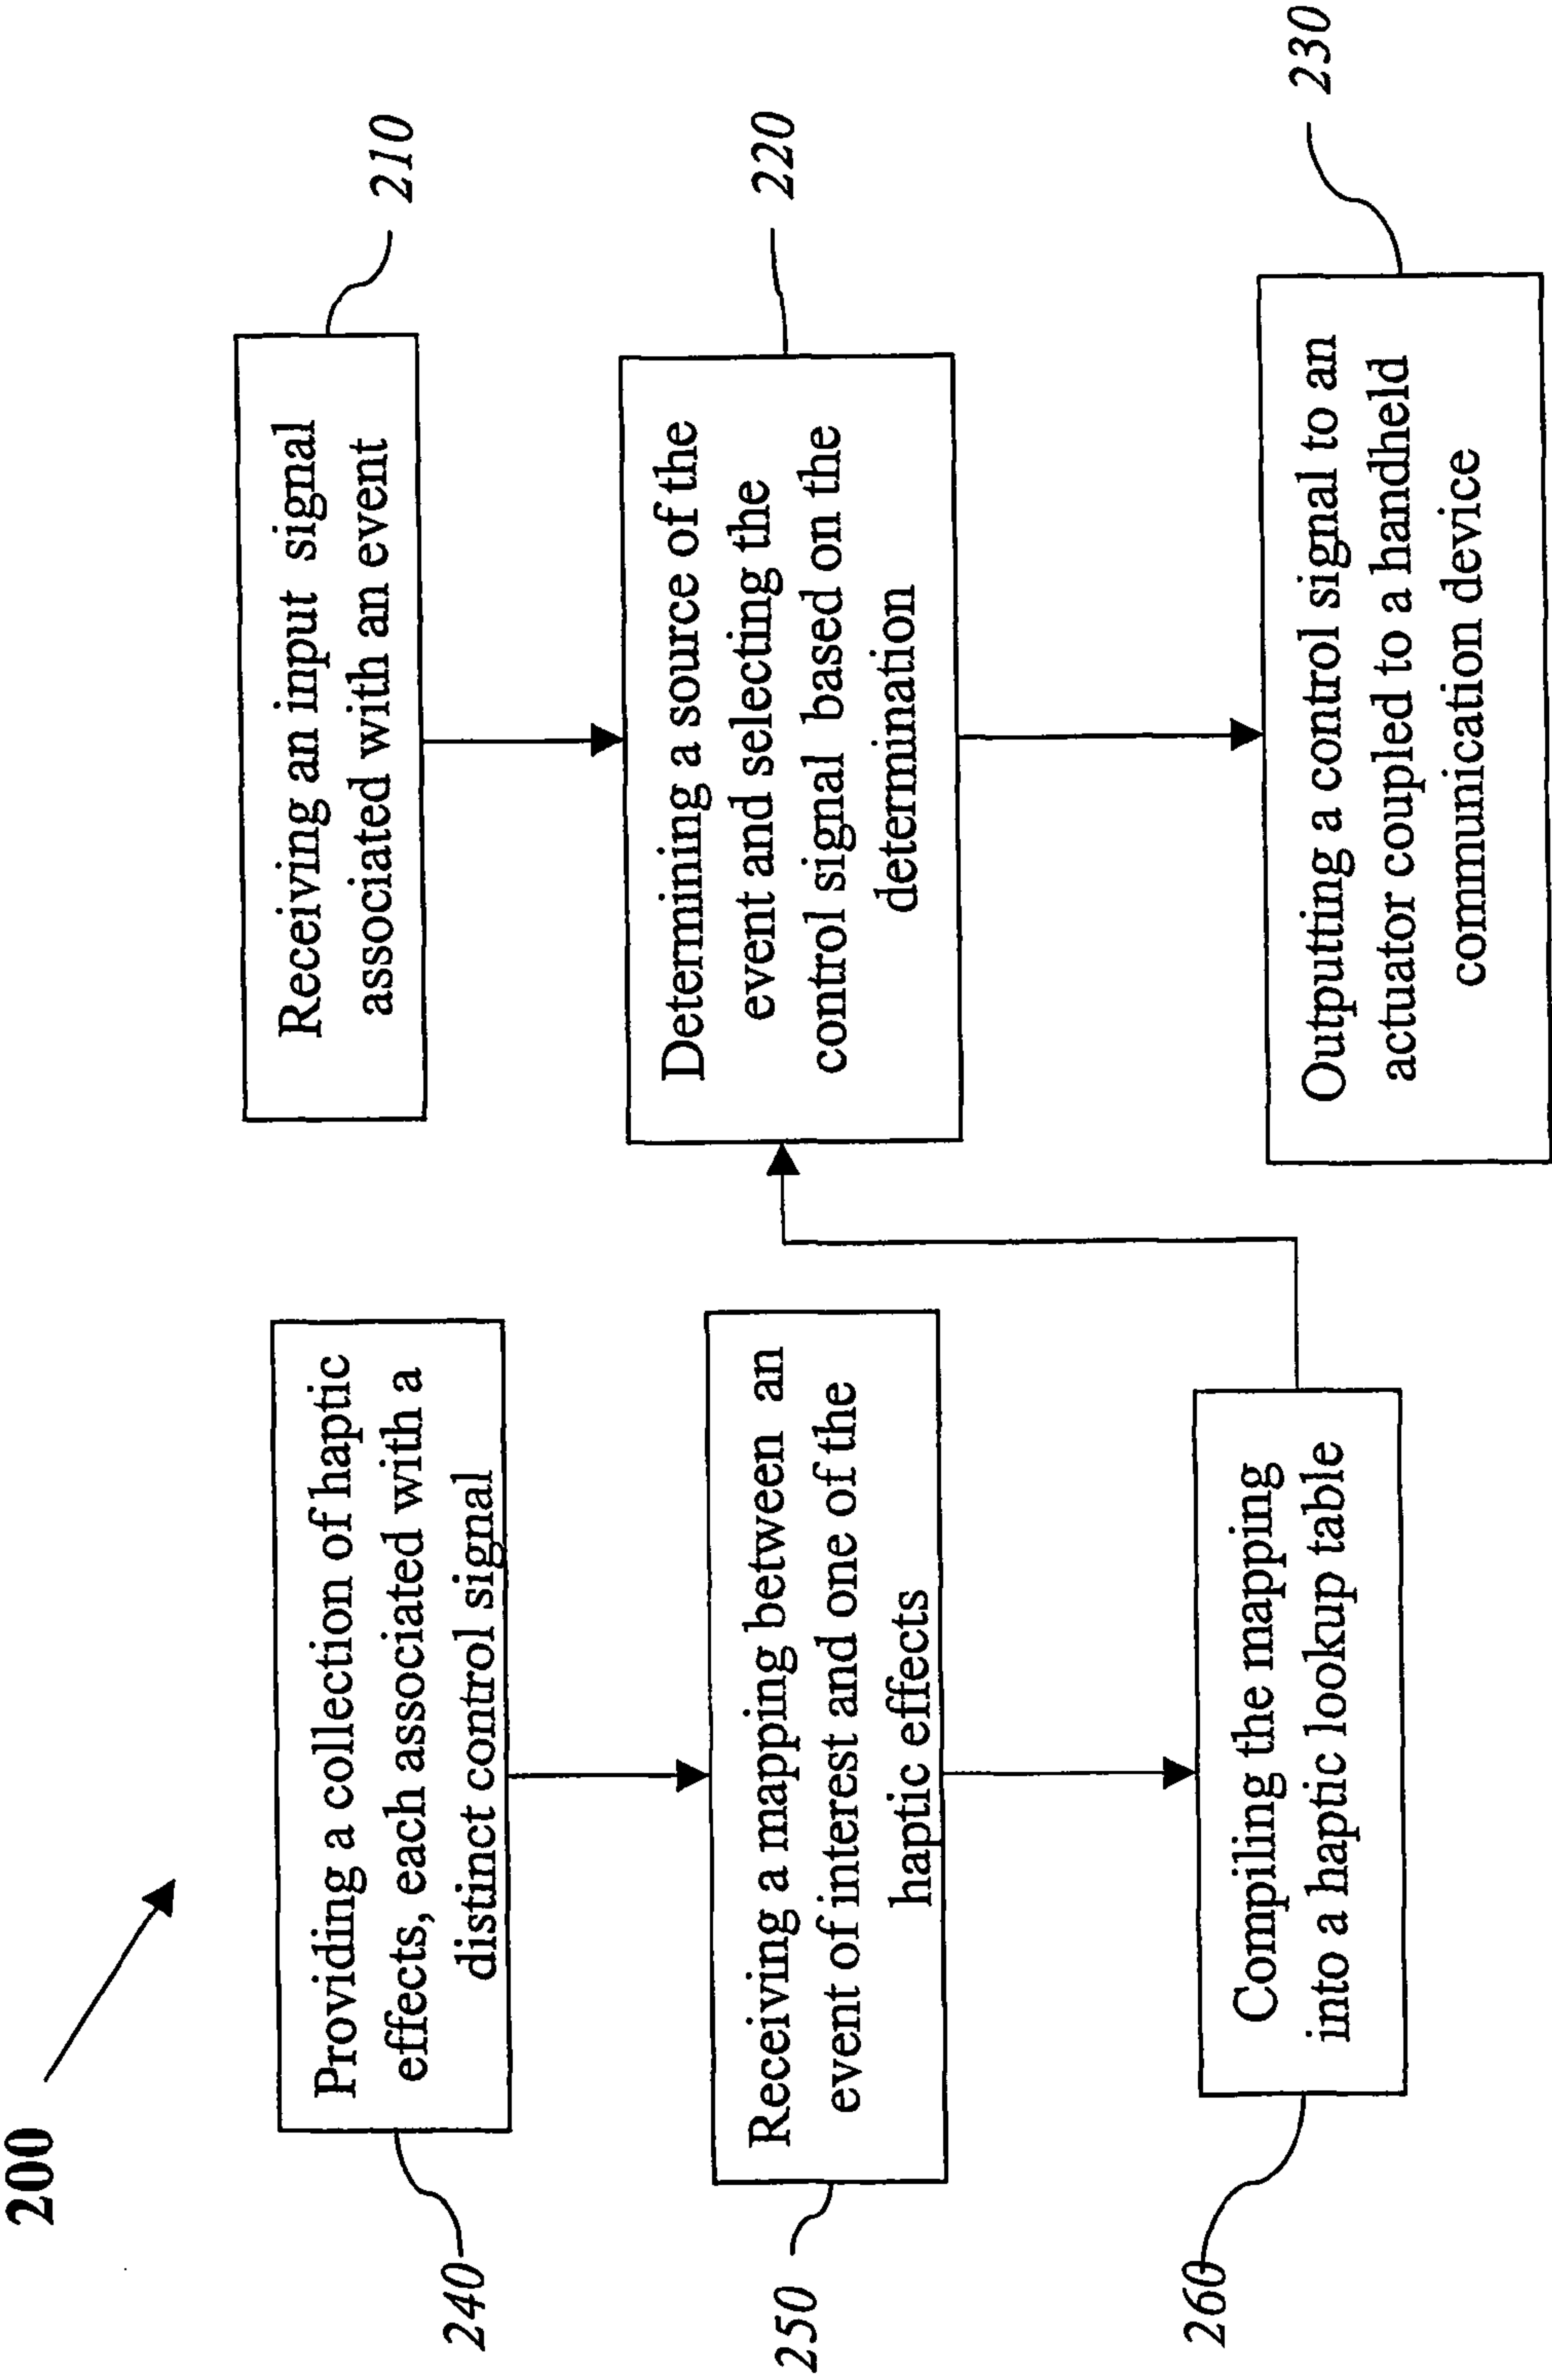 200
240
Providing a collection of haptic
effects, each associated with a
distinct control signal
250
Receiving a mapping between an
event of interest and one of the
haptic effects
260
Compiling the mapping
into a haptic lookup table
Receiving an input signal
associated with an event
210
Determining a source of the
event and selecting the
control signal based on the
determination
220
Outputting a control signal to an
actuator coupled to a handheld
communication device
230